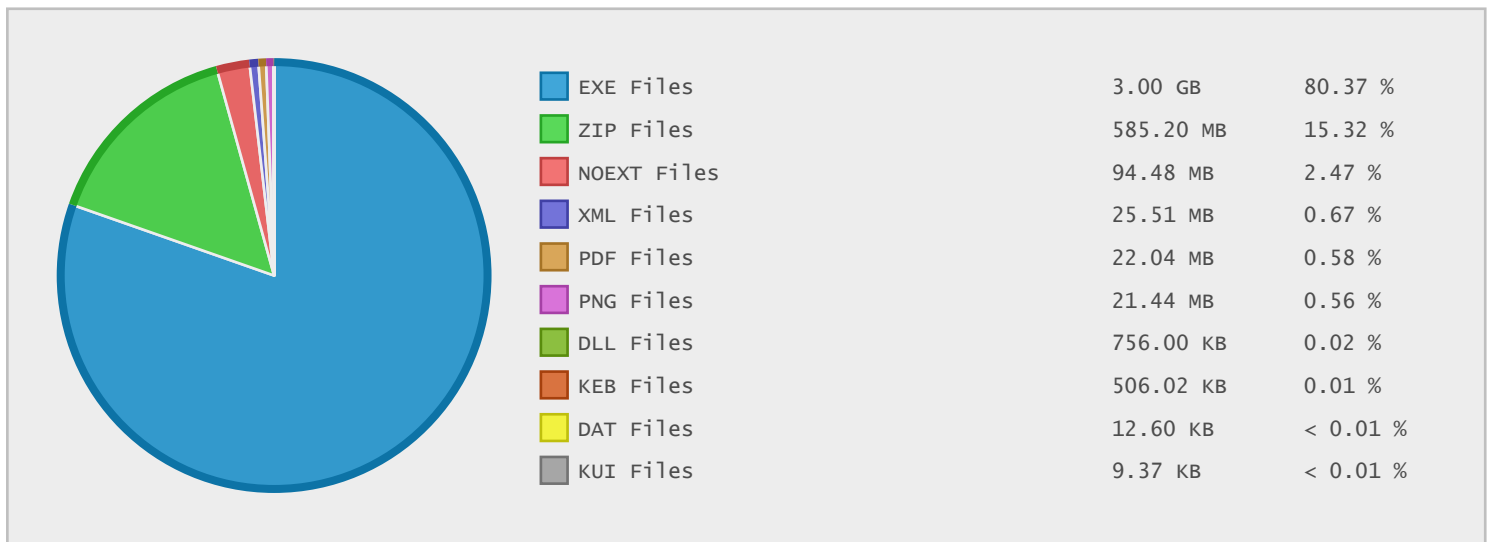 EXE Files 3.00 GB 80.37 %
ZIP Files 585.20 MB 15.32 %
NOEXT Files 94.48 MB 2.47 %
XML Files 25.51 MB 0.67 %
PDF Files 22.04 MB 0.58 %
PNG Files 21.44 MB 0.56 %
DLL Files 756.00 KB 0.02 %
KEB Files 506.02 KB 0.01 %
DAT Files 12.60 KB < 0.01 %
KUI Files 9.37 KB < 0.01 %